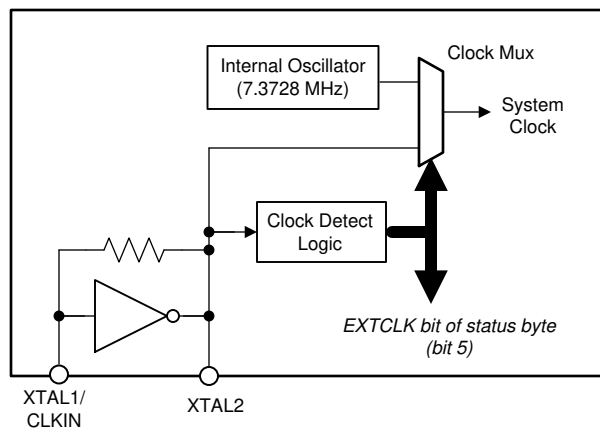 Internal Oscillator
(7.3728 MHz)
Clock Mux
System
Clock
Clock Detect
Logic
EXTCLK bit of status byte
(bit 5)
XTAL1/
CLKIN
XTAL2